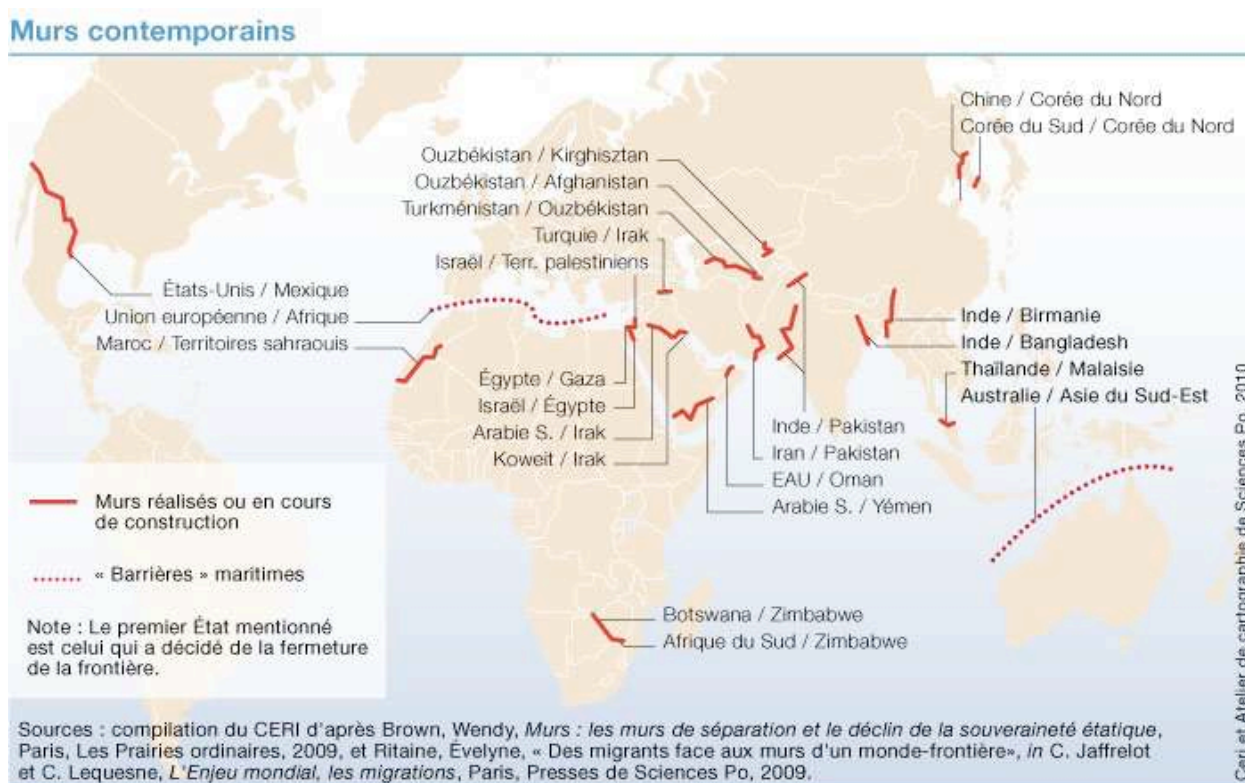 Murs contemporains
Chine / Corée du Nord
Corée du Sud / Corée du Nord
Ouzbékistan / Kirghisztan
Ouzbékistan / Afghanistan
Turkménistan / Ouzbékistan
Turquie / Irak
Israël / Terr. palestiniens
États-Unis / Mexique
Union européenne / Afrique
Maroc / Territoires sahraouis
Égypte / Gaza
Israël / Égypte
Arabie S. / Irak
Koweit / Irak
Inde / Birmanie
Inde / Bangladesh
Thaïlande / Malaisie
Australie / Asie du Sud-Est
Inde / Pakistan
Iran / Pakistan
EAU / Oman
Arabie S. / Yémen
Botswana / Zimbabwe
Afrique du Sud / Zimbabwe
Murs réalisés ou en cours
de construction
« Barrières » maritimes
Note : Le premier État mentionné
est celui qui a décidé de la fermeture
de la frontière.
Sources : compilation du CERI d'après Brown, Wendy, Murs : les murs de séparation et le déclin de la souveraineté étatique,
Paris, Les Prairies ordinaires, 2009, et Ritaine, Évelyne, « Des migrants face aux murs d'un monde-frontière», in C. Jaffrelot
et C. Lequesne, L'Enjeu mondial, les migrations, Paris, Presses de Sciences Po, 2009.
Ceri et Atelier de cartographie de Sciences Po, 2010